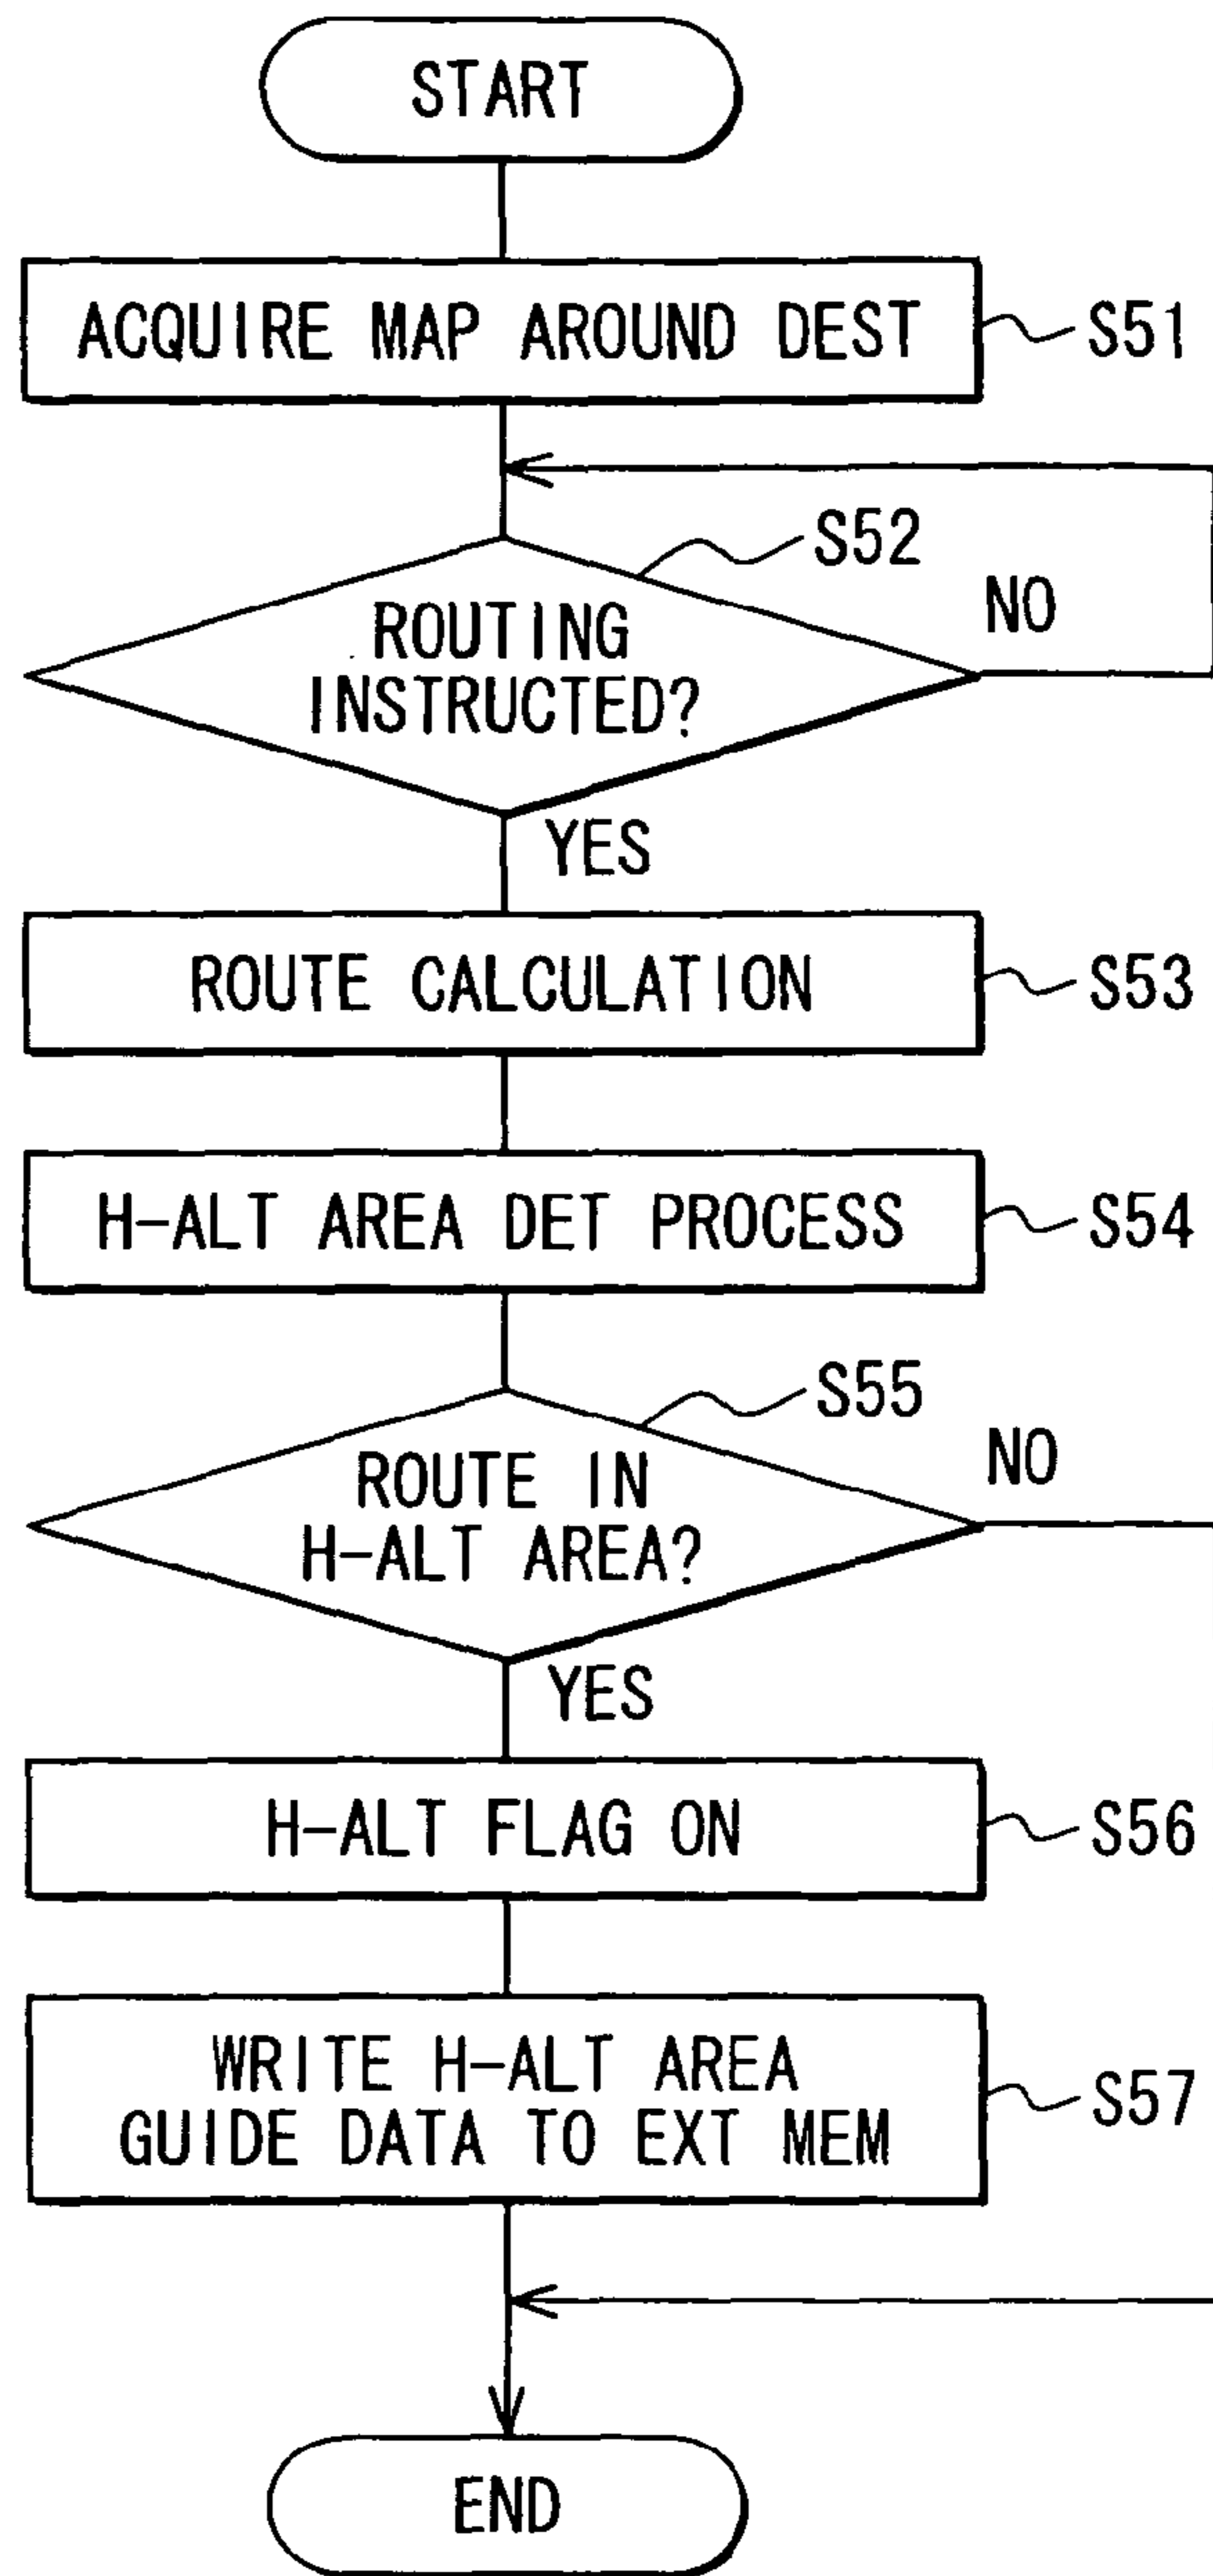 START
ACQUIRE MAP AROUND DEST
S51
S52
ROUTING
INSTRUCTED?
NO
YES
ROUTE CALCULATION
S53
H-ALT AREA DET PROCESS
S54
S55
ROUTE IN
H-ALT AREA?
NO
YES
H-ALT FLAG ON
S56
WRITE H-ALT AREA
GUIDE DATA TO EXT MEM
S57
END